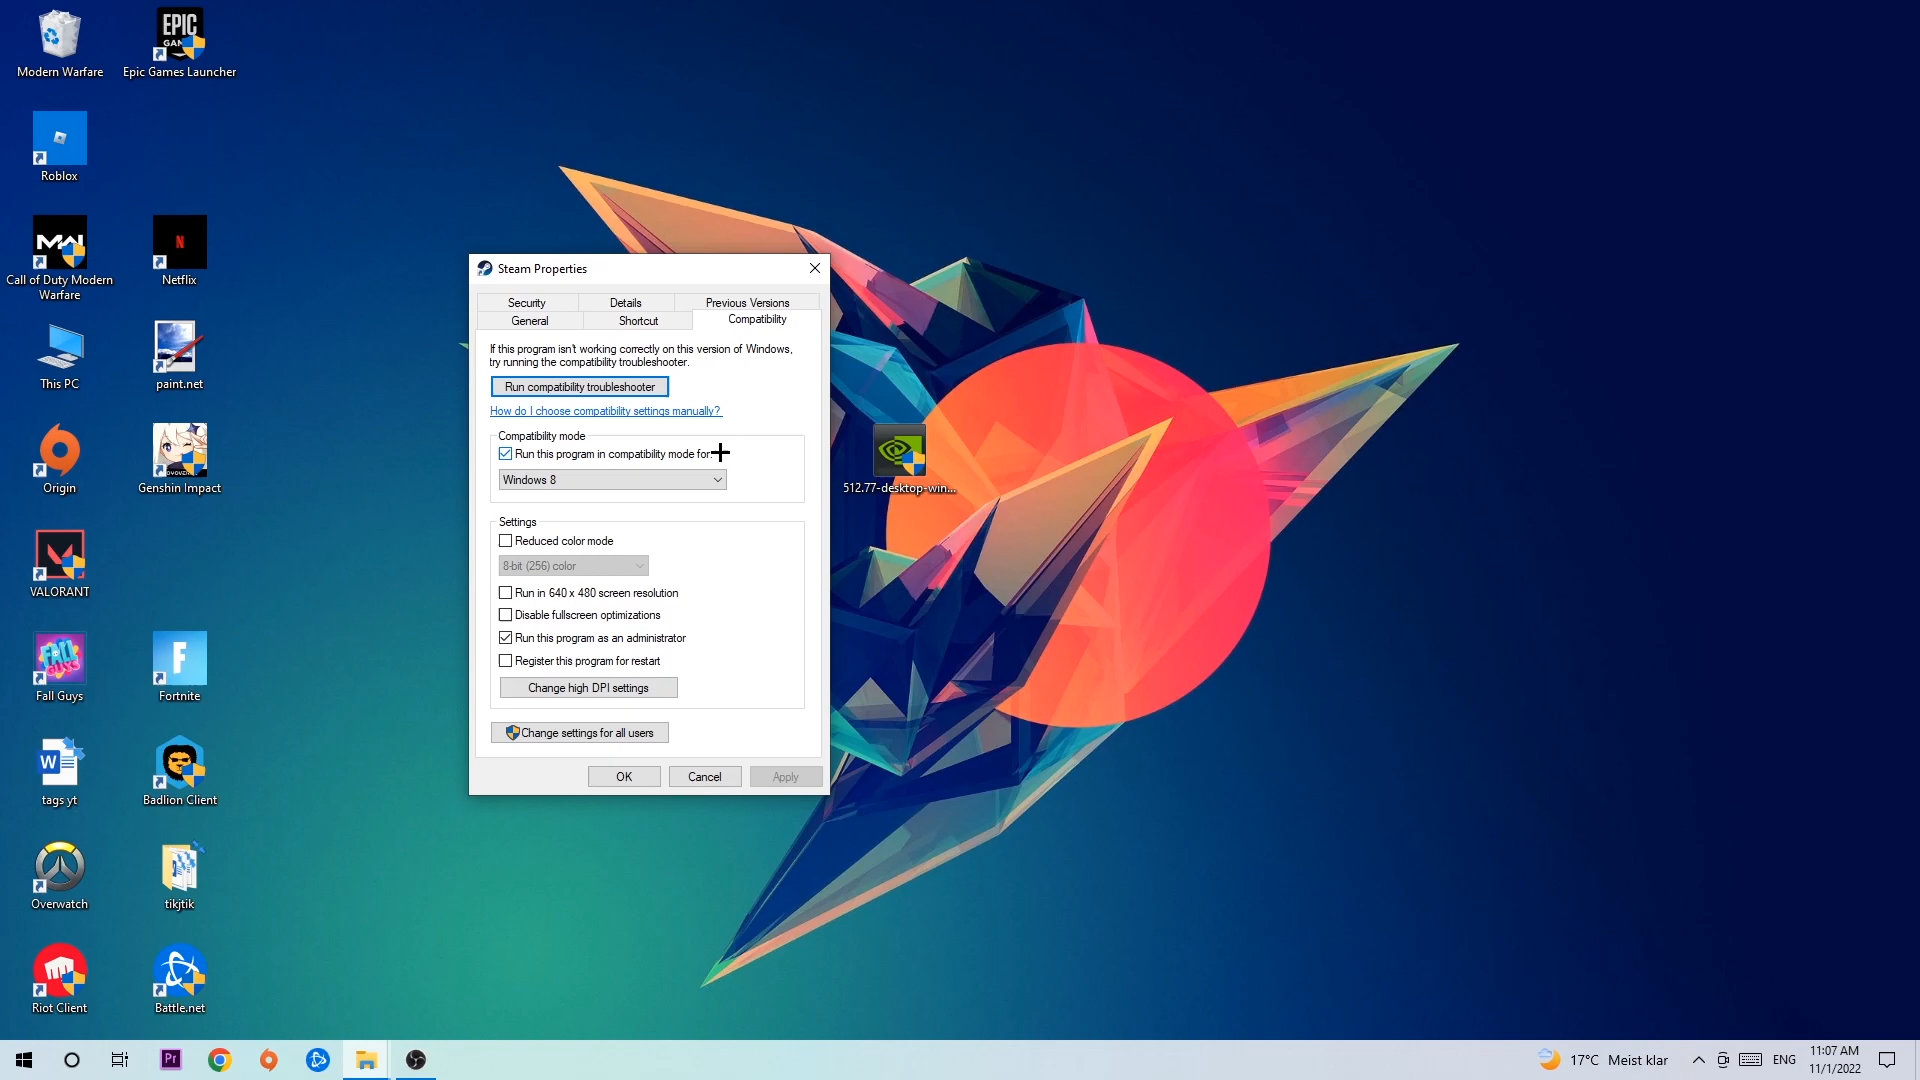 Modern Warfare
EPIC
GAMES
Epic Games Launcher
Roblox
MW
Call of Duty Modern
Warfare
N
Netflix
This PC
paint.net
Origin
Genshin Impact
VALORANT
FALL
GUYS
Fall Guys
F
Fortnite
W
tags yt
Badlion Client
Overwatch
tikjtik
Riot Client
Battle.net
512.77-desktop-win...
Steam Properties
Security
Details
Previous Versions
General
Shortcut
Compatibility
If this program isn't working correctly on this version of Windows,
try running the compatibility troubleshooter.
Run compatibility troubleshooter
How do I choose compatibility settings manually?
Compatibility mode
Run this program in compatibility mode for:
Windows 8
Settings
Reduced color mode
8-bit (256) color
Run in 640 x 480 screen resolution
Disable fullscreen optimizations
Run this program as an administrator
Register this program for restart
Change high DPI settings
Change settings for all users
OK
Cancel
Apply
Pr
17°C Meist klar
ENG
11:07 AM
11/1/2022